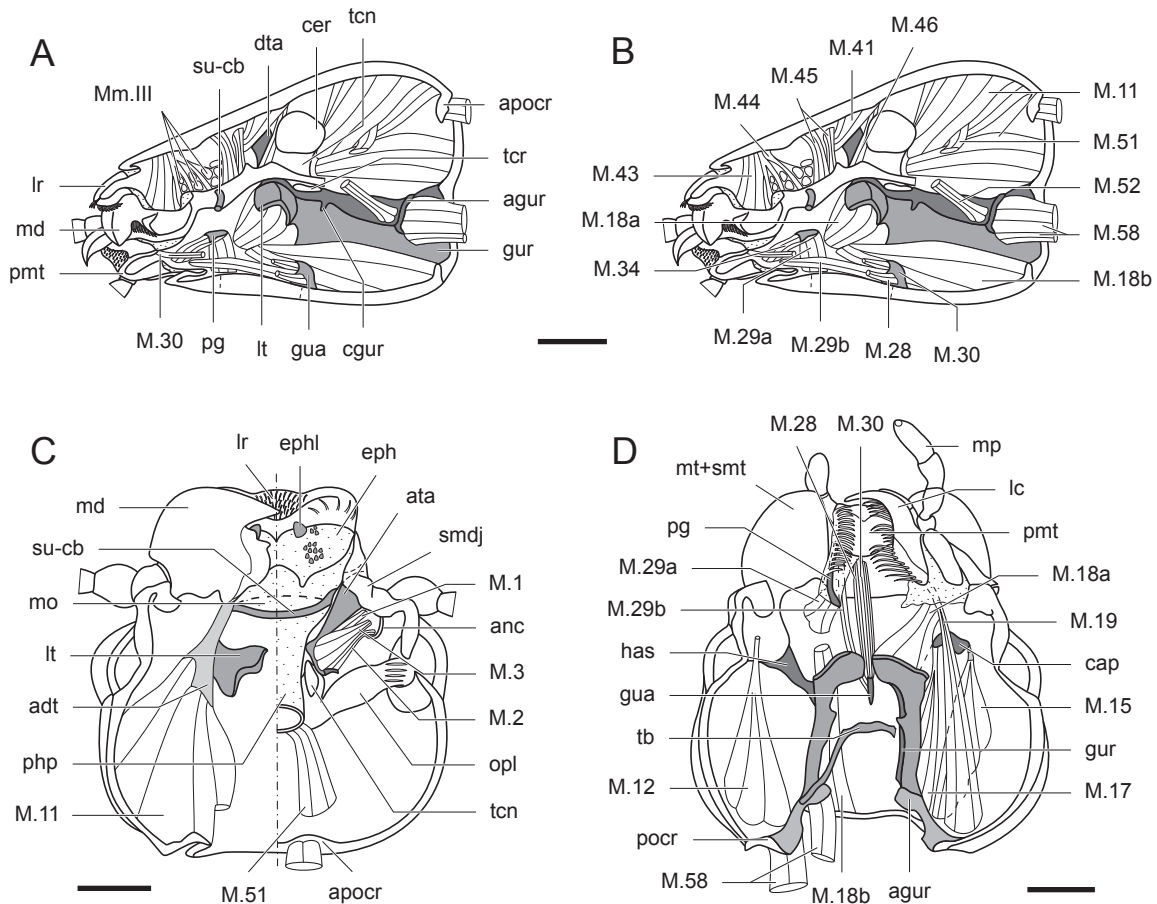 A
Mm.III
su-cb
dta
cer
tcn
apocr
tcr
agur
gur
lr
md
pmt
M.30
pg
lt
gua
cgur
B
M.43
M.44
M.45
M.41
M.46
M.11
M.51
M.52
M.58
M.18b
M.18a
M.34
M.29a
M.29b
M.28
M.30
C
md
lr
ephl
eph
ata
smdj
M.1
anc
M.3
M.2
opl
tcn
su-cb
mo
lt
adt
php
M.11
M.51
apocr
D
mt+smt
M.28
M.30
mp
lc
pmt
M.18a
M.19
cap
M.15
gur
M.17
pg
M.29a
M.29b
has
gua
tb
M.12
pocr
M.58
M.18b
agur